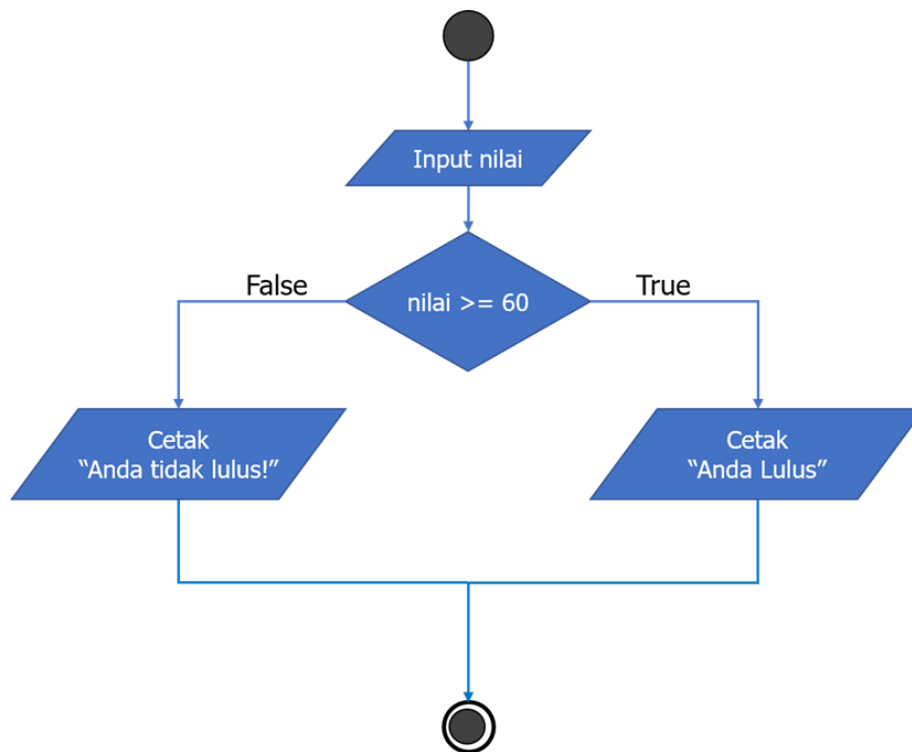 Input nilai
False
nilai >= 60
True
Cetak
“Anda tidak lulus!”
Cetak
“Anda Lulus”